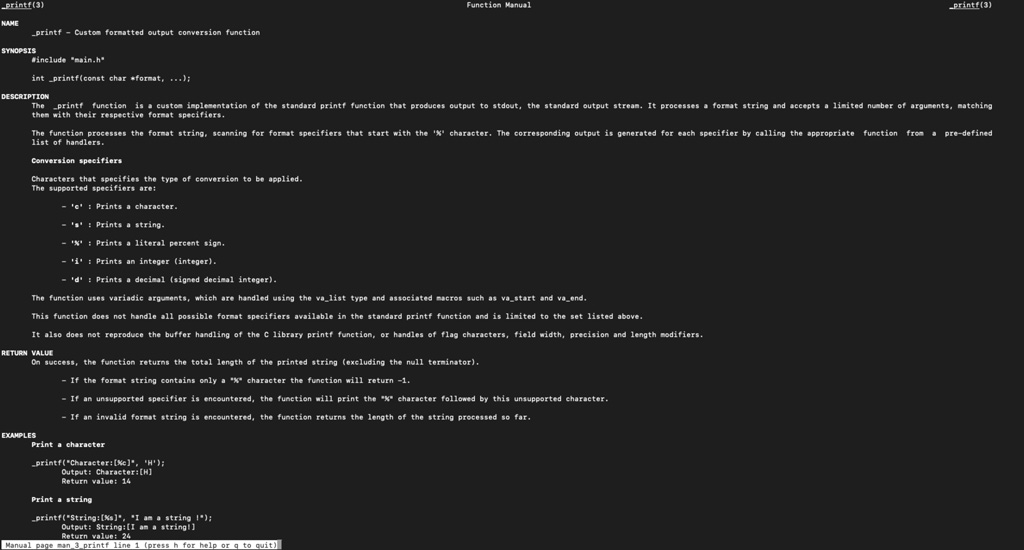 _printf(3) Function Manual _printf(3)
NAME
_printf - Custom formatted output conversion function
SYNOPSIS
#include "main.h"
int _printf(const char *format, ...);
DESCRIPTION
The _printf function is a custom implementation of the standard printf function that produces output to stdout, the standard output stream. It processes a format string and accepts a limited number of arguments, matching
them with their respective format specifiers.
The function processes the format string, scanning for format specifiers that start with the '%' character. The corresponding output is generated for each specifier by calling the appropriate function from a pre-defined
list of handlers.
Conversion specifiers
Characters that specifies the type of conversion to be applied.
The supported specifiers are:
- 'c' : Prints a character.
- 's' : Prints a string.
- '%' : Prints a literal percent sign.
- 'i' : Prints an integer (integer).
- 'd' : Prints a decimal (signed decimal integer).
The function uses variadic arguments, which are handled using the va_list type and associated macros such as va_start and va_end.
This function does not handle all possible format specifiers available in the standard printf function and is limited to the set listed above.
It also does not reproduce the buffer handling of the C library printf function, or handles of flag characters, field width, precision and length modifiers.
RETURN VALUE
On success, the function returns the total length of the printed string (excluding the null terminator).
- If the format string contains only a "%" character the function will return -1.
- If an unsupported specifier is encountered, the function will print the "%" character followed by this unsupported character.
- If an invalid format string is encountered, the function returns the length of the string processed so far.
EXAMPLES
Print a character
_printf("Character:[%c]", 'H');
Output: Character:[H]
Return value: 14
Print a string
_printf("String:[%s]", "I am a string !");
Output: String:[I am a string!]
Return value: 24
Manual page man_3_printf line 1 (press h for help or q to quit)